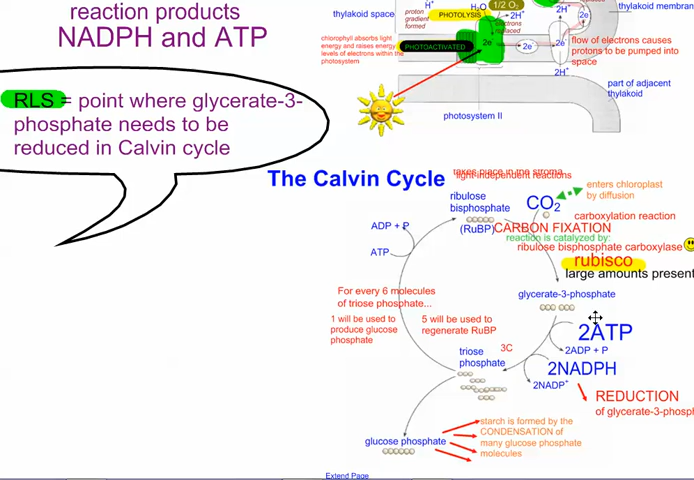 reaction products
NADPH and ATP
RLS = point where glycerate-3-
phosphate needs to be
reduced in Calvin cycle
thylakoid space
H+
proton
gradient
formed
H2O
1/2 O2
2H+
PHOTOLYSIS
electrons
replaced
chlorophyll absorbs light
energy and raises energy
levels of electrons within the
photosystem
PHOTOACTIVATED
2e-
2e-
2e-
2e-
2H+
2H+
thylakoid membran
flow of electrons causes
protons to be pumped into
space
part of adjacent
thylakoid
photosystem II
The Calvin Cycle
takes place in the stroma
light-independent reactions
ribulose
bisphosphate
(RuBP)
CO2
enters chloroplast
by diffusion
carboxylation reaction
CARBON FIXATION
reaction is catalyzed by:
ribulose bisphosphate carboxylase
rubisco
large amounts present
ADP + P
ATP
glycerate-3-phosphate
For every 6 molecules
of triose phosphate...
1 will be used to
produce glucose
phosphate
5 will be used to
regenerate RuBP
2ATP
2ADP + P
3C
triose
phosphate
2NADPH
2NADP+
REDUCTION
of glycerate-3-phosph
glucose phosphate
starch is formed by the
CONDENSATION of
many glucose phosphate
molecules
Extend Page